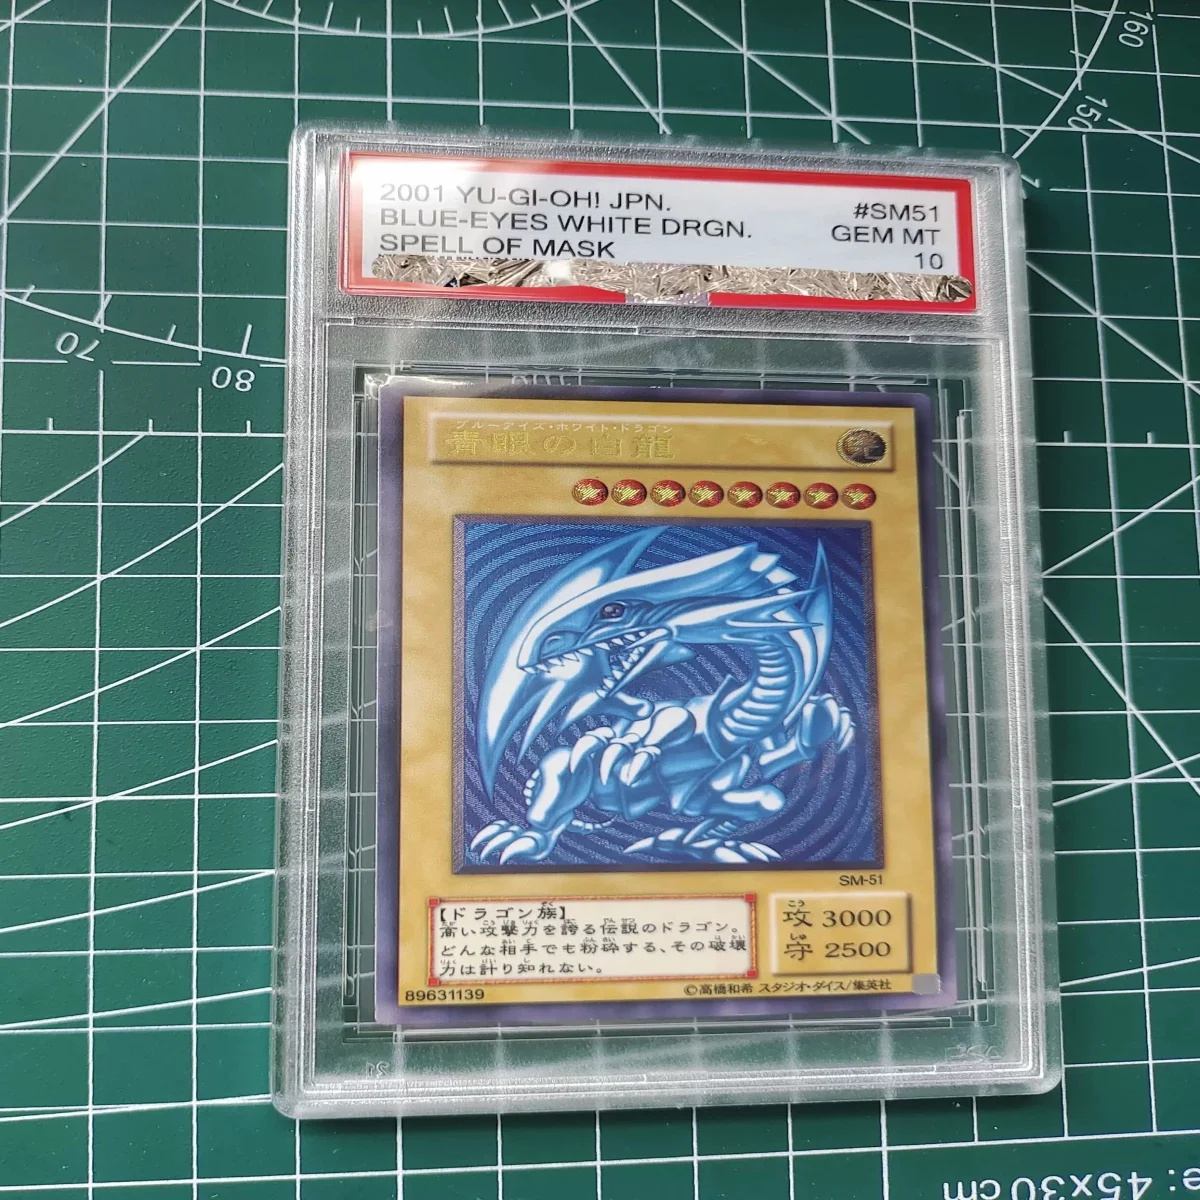 160
150
2001 YU-GI-OH! JPN.
BLUE-EYES WHITE DRGN.
SPELL OF MASK
#SM51
GEM MT
10
70
80
ブルーアイズ・ホワイト・ドラゴン
青眼の白龍
SM-51
【ドラゴン族】
高い攻撃力を誇る伝説のドラゴン。
どんな相手でも粉砕する、その破壊
力は計り知れない。
攻 3000
守 2500
89631139
©高橋和希 スタジオ・ダイス/集英社
e: 45x30cm